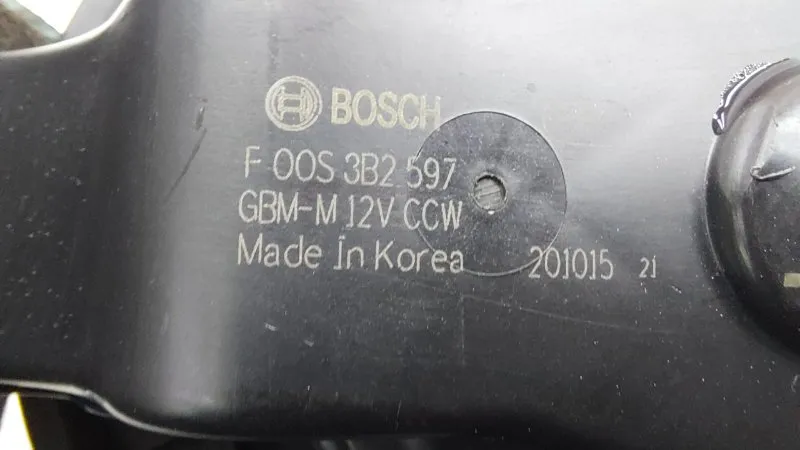 BOSCH
F 00S 3B2 597
GBM-M 12V CCW
Made In Korea 201015 21